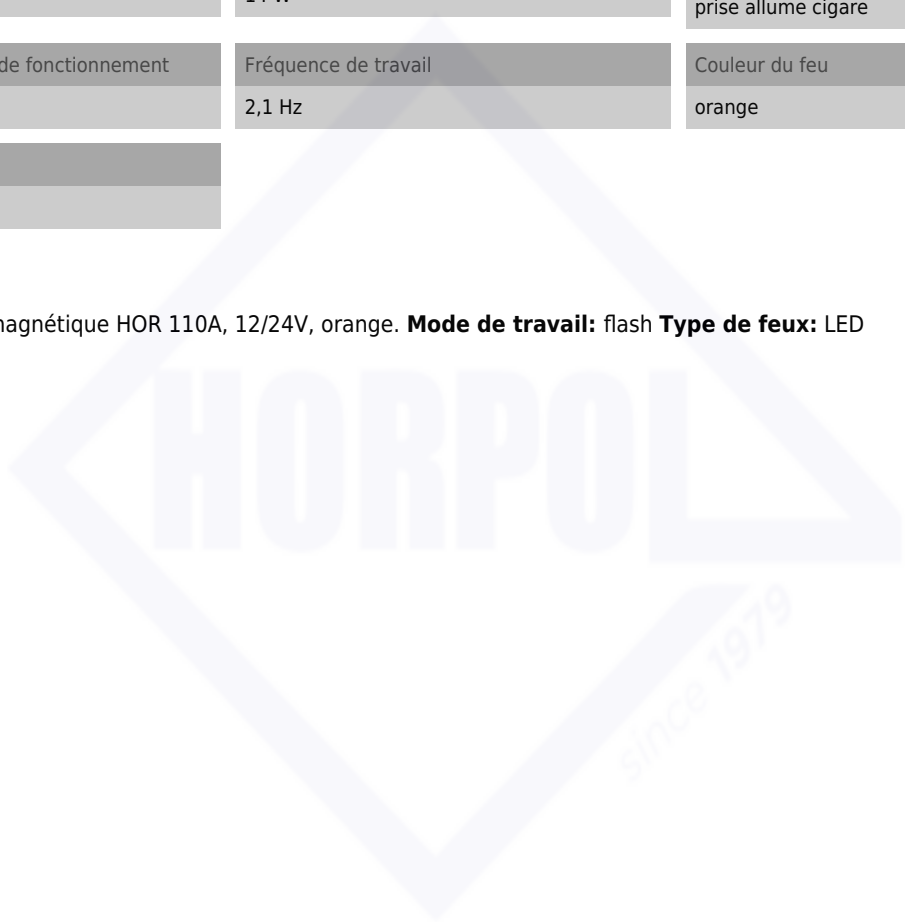 prise allume cigare
de fonctionnement Fréquence de travail Couleur du feu
2,1 Hz orange
magnétique HOR 110A, 12/24V, orange. Mode de travail: flash Type de feux: LED
HORPOL
since 1979